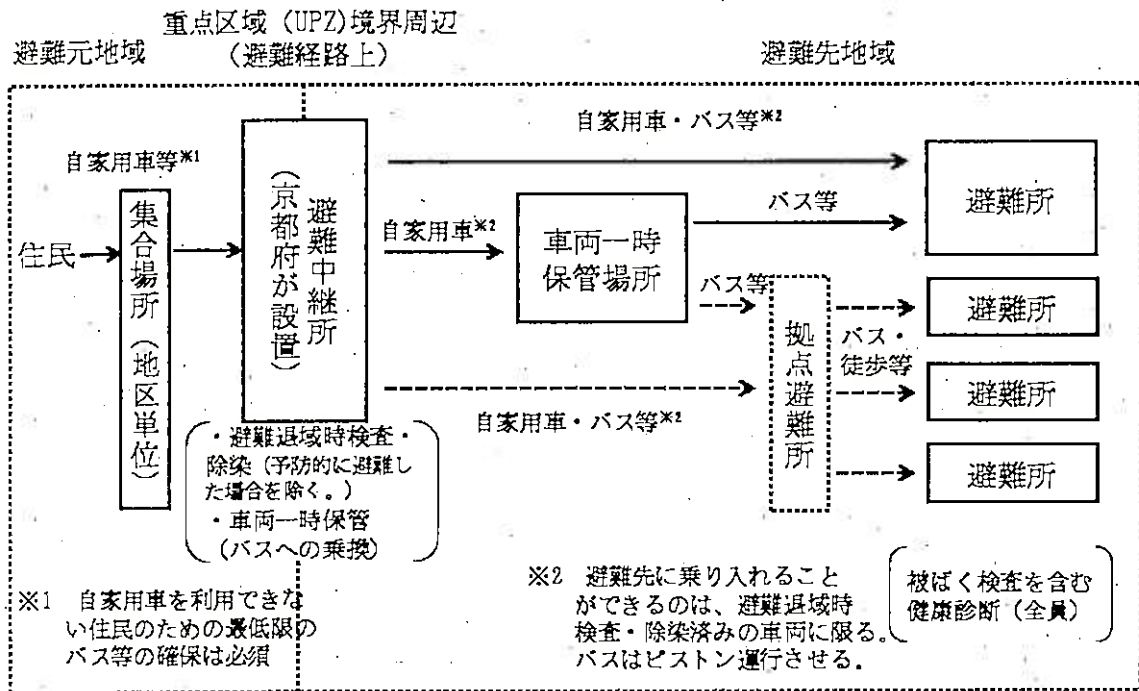 重点区域(UPZ)境界周辺
避難元地域
(避難経路上)
避難先地域
自家用車等※1
住民
集合場所(地区単位)
避難中継所
(京都府が設置)
自家用車・バス等※2
自家用車※2
車両一時
保管場所
バス等
避難所
バス等
拠点避難所
バス・
徒歩等
避難所
避難所
避難所
自家用車・バス等※2
・避難退域時検査・
除染(予防的に避難し
た場合を除く。)
・車両一時保管
(バスへの乗換)
※1 自家用車を利用できな
い住民のための最低限の
バス等の確保は必須
※2 避難先に乗り入れること
ができるのは、避難退域時
検査・除染済みの車両に限る。
バスはピストン運行させる。
被ばく検査を含む
健康診断(全員)